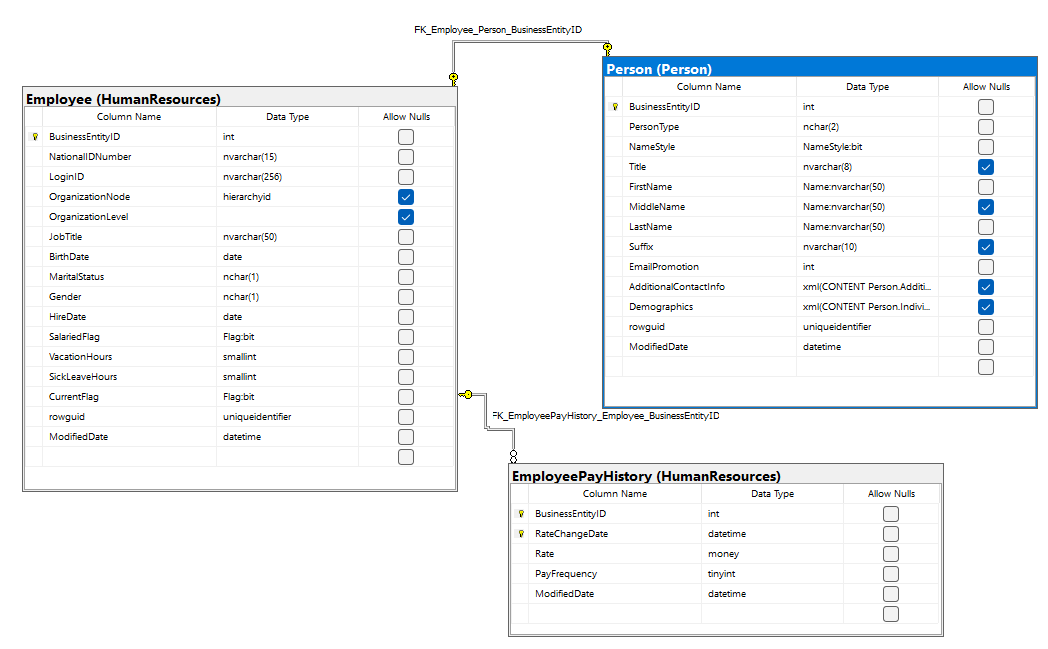 FK_Employee_Person_BusinessEntityID
Employee (HumanResources)
Column Name Data Type Allow Nulls
BusinessEntityID int
NationalIDNumber nvarchar(15)
LoginID nvarchar(256)
OrganizationNode hierarchyid
OrganizationLevel
JobTitle nvarchar(50)
BirthDate date
MaritalStatus nchar(1)
Gender nchar(1)
HireDate date
SalariedFlag Flag:bit
VacationHours smallint
SickLeaveHours smallint
CurrentFlag Flag:bit
rowguid uniqueidentifier
ModifiedDate datetime
Person (Person)
Column Name Data Type Allow Nulls
BusinessEntityID int
PersonType nchar(2)
NameStyle NameStyle:bit
Title nvarchar(8)
FirstName Name:nvarchar(50)
MiddleName Name:nvarchar(50)
LastName Name:nvarchar(50)
Suffix nvarchar(10)
EmailPromotion int
AdditionalContactInfo xml(CONTENT Person.Additi...
Demographics xml(CONTENT Person.Indivi...
rowguid uniqueidentifier
ModifiedDate datetime
FK_EmployeePayHistory_Employee_BusinessEntityID
EmployeePayHistory (HumanResources)
Column Name Data Type Allow Nulls
BusinessEntityID int
RateChangeDate datetime
Rate money
PayFrequency tinyint
ModifiedDate datetime